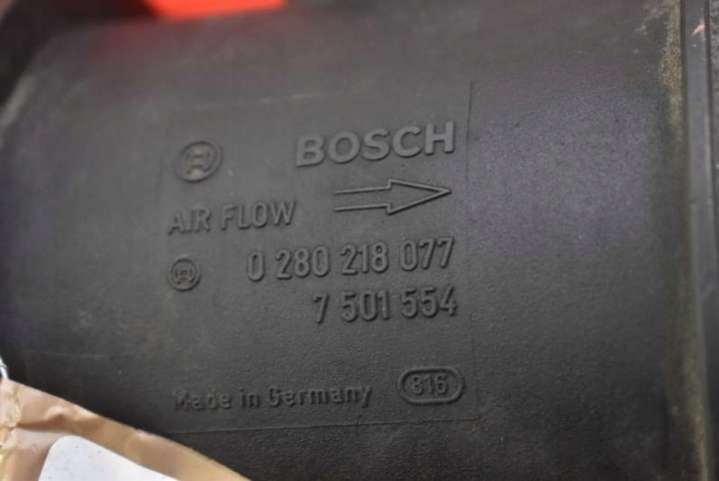 BOSCH
AIR FLOW
0 280 218 077
7 501 554
Made in Germany 816